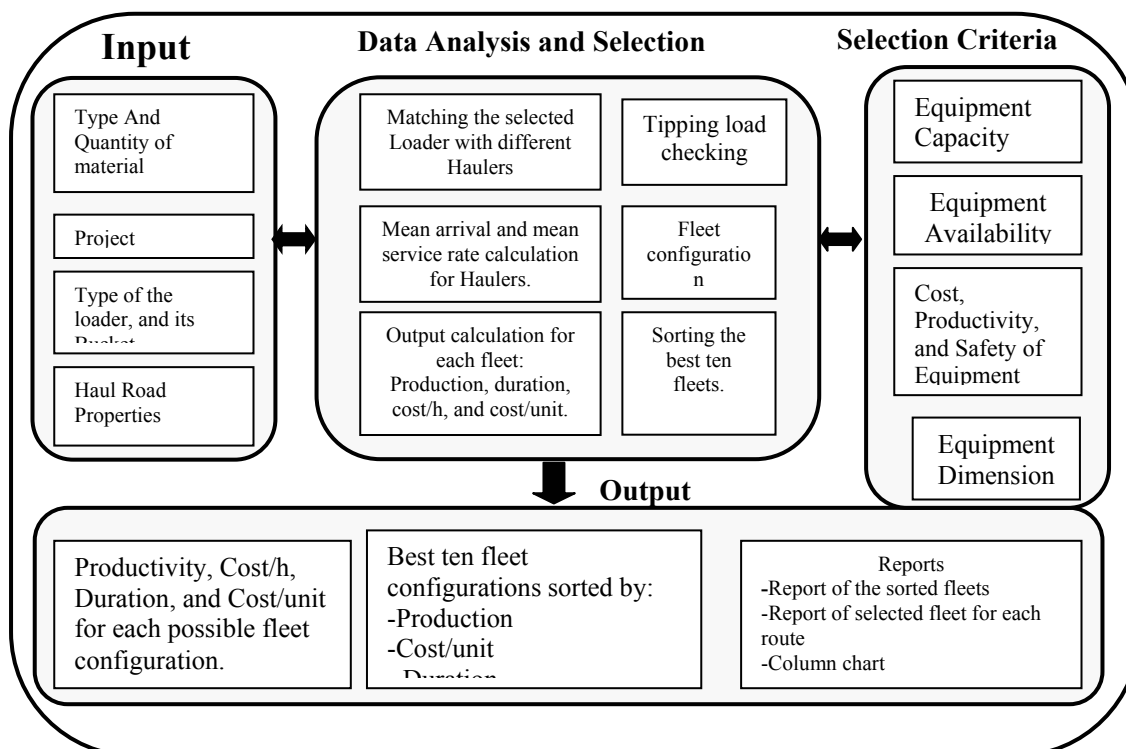 Input
Type And
Quantity of
material
Project
Type of the
loader, and its
Bucket
Haul Road
Properties
Data Analysis and Selection
Matching the selected
Loader with different
Haulers
Tipping load
checking
Mean arrival and mean
service rate calculation
for Haulers.
Fleet
configuratio
n
Output calculation for
each fleet:
Production, duration,
cost/h, and cost/unit.
Sorting the
best ten
fleets.
Selection Criteria
Equipment
Capacity
Equipment
Availability
Cost,
Productivity,
and Safety of
Equipment
Equipment
Dimension
Output
Productivity, Cost/h,
Duration, and Cost/unit
for each possible fleet
configuration.
Best ten fleet
configurations sorted by:
-Production
-Cost/unit
-Duration
Reports
-Report of the sorted fleets
-Report of selected fleet for each
route
-Column chart